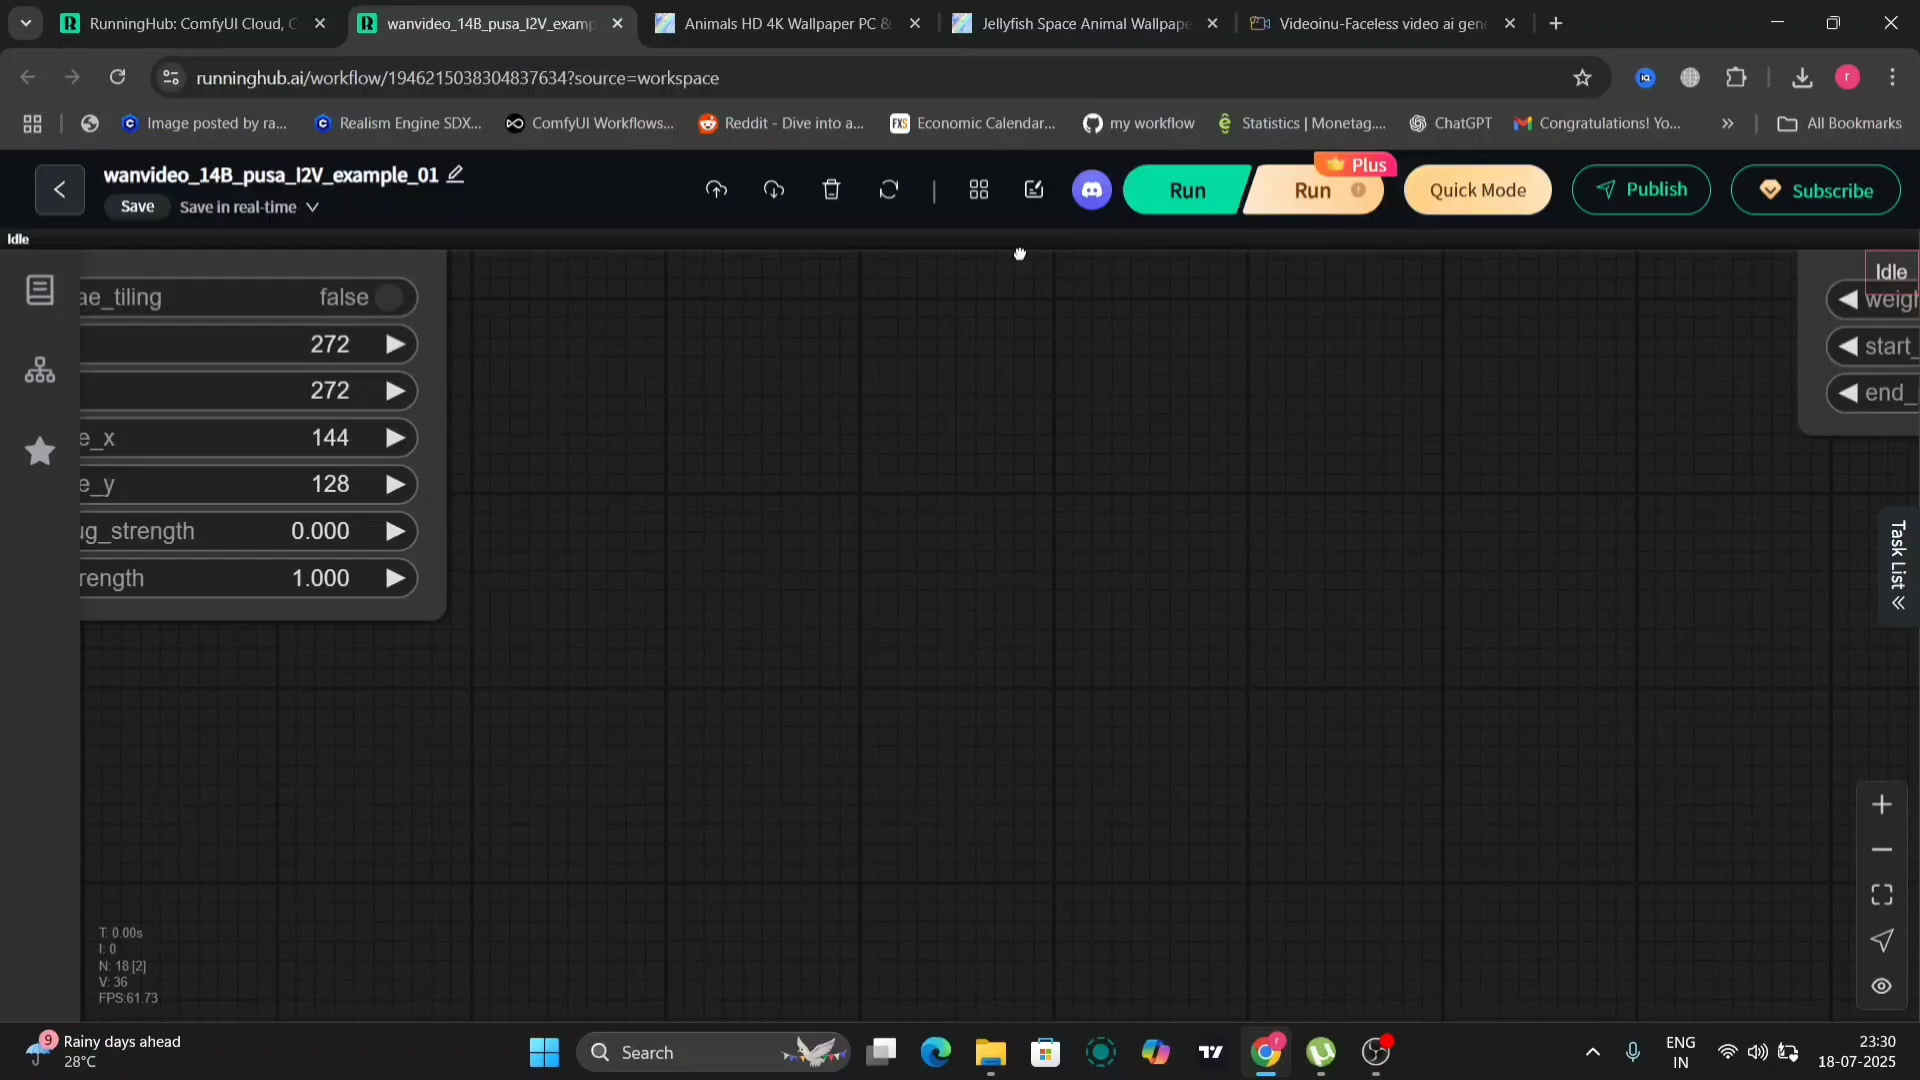 RunningHub: ComfyUI Cloud, C
wanvideo_14B_pusa_I2V_examp
Animals HD 4K Wallpaper PC &
Jellyfish Space Animal Wallpape
Videoinu-Faceless video ai gene
runninghub.ai/workflow/1946215038304837634?source=workspace
r
Image posted by ra...
Realism Engine SDX...
ComfyUI Workflows...
Reddit - Dive into a...
FXS Economic Calendar...
my workflow
Statistics | Monetag....
ChatGPT
Congratulations! Yo...
»
All Bookmarks
wanvideo_14B_pusa_I2V_example_01
Save
Save in real-time
Run
Run
Plus
Quick Mode
Publish
Subscribe
Idle
Idle
ae_tiling false
272
272
e_x 144
e_y 128
ug_strength 0.000
rength 1.000
weigh
start_
end_
Task List
T: 0.00s
I: 0
N: 18 [2]
V: 36
FPS:61.73
9
Rainy days ahead
28°C
Search
ENG
IN
23:30
18-07-2025